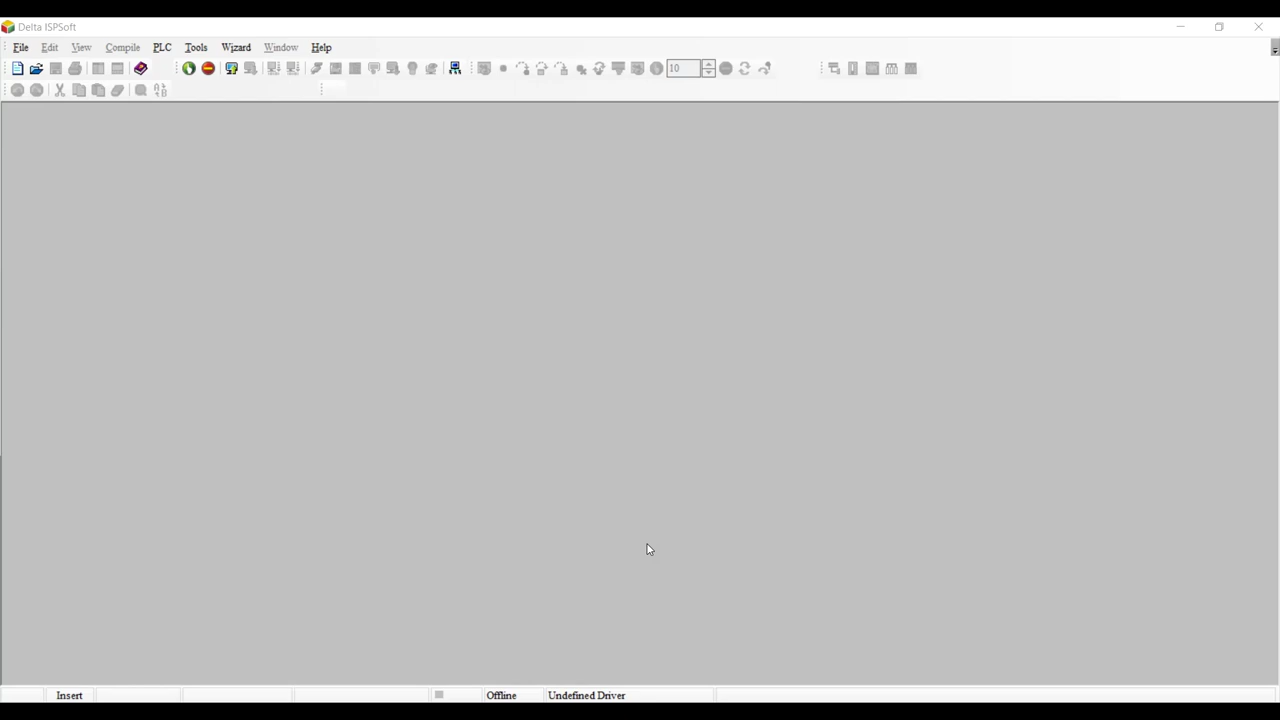 Delta ISPSoft
File Edit View Compile PLC Tools Wizard Window Help
10
Insert Offline Undefined Driver